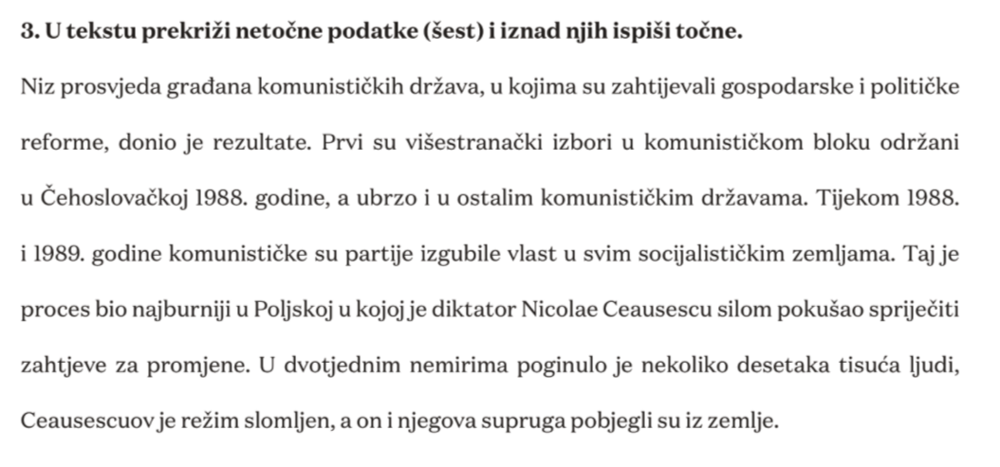 3. U tekstu prekriži netočne podatke (šest) i iznad njih ispiši točne.
Niz prosvjeda građana komunističkih država, u kojima su zahtijevali gospodarske i političke
reforme, donio je rezultate. Prvi su višestranački izbori u komunističkom bloku održani
u Čehoslovačkoj 1988. godine, a ubrzo i u ostalim komunističkim državama. Tijekom 1988.
i 1989. godine komunističke su partije izgubile vlast u svim socijalističkim zemljama. Taj je
proces bio najburniji u Poljskoj u kojoj je diktator Nicolae Ceausescu silom pokušao spriječiti
zahtjeve za promjene. U dvotjednim nemirima poginulo je nekoliko desetaka tisuća ljudi,
Ceausescuov je režim slomljen, a on i njegova supruga pobjegli su iz zemlje.